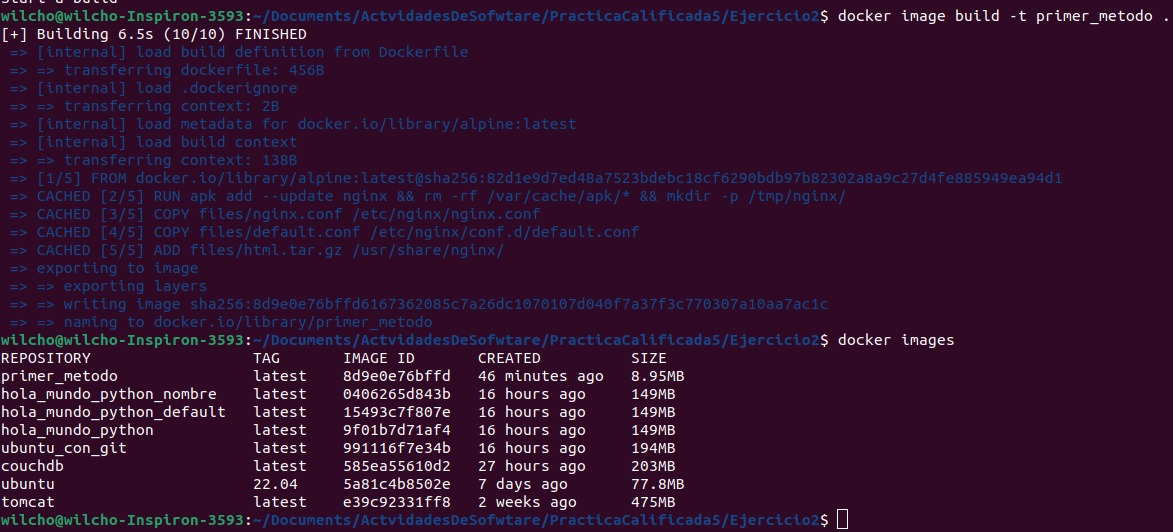 wilcho@wilcho-Inspiron-3593:~/Documents/ActvidadesDeSofwtare/PracticaCalificada5/Ejercicio2$ docker image build -t primer_metodo .
[+] Building 6.5s (10/10) FINISHED
=> [internal] load build definition from Dockerfile
=> => transferring dockerfile: 456B
=> [internal] load .dockerignore
=> => transferring context: 2B
=> [internal] load metadata for docker.io/library/alpine:latest
=> [internal] load build context
=> => transferring context: 138B
=> [1/5] FROM docker.io/library/alpine:latest@sha256:82d1e9d7ed48a7523bdebc18cf6290bdb97b82302a8a9c27d4fe885949ea94d1
=> CACHED [2/5] RUN apk add --update nginx && rm -rf /var/cache/apk/* && mkdir -p /tmp/nginx/
=> CACHED [3/5] COPY files/nginx.conf /etc/nginx/nginx.conf
=> CACHED [4/5] COPY files/default.conf /etc/nginx/conf.d/default.conf
=> CACHED [5/5] ADD files/html.tar.gz /usr/share/nginx/
=> exporting to image
=> => exporting layers
=> => writing image sha256:8d9e0e76bffd6167362085c7a26dc1070107d040f7a37f3c770307a10aa7ac1c
=> => naming to docker.io/library/primer_metodo
wilcho@wilcho-Inspiron-3593:~/Documents/ActvidadesDeSofwtare/PracticaCalificada5/Ejercicio2$ docker images
REPOSITORY TAG IMAGE ID CREATED SIZE
primer_metodo latest 8d9e0e76bffd 46 minutes ago 8.95MB
hola_mundo_python_nombre latest 0406265d843b 16 hours ago 149MB
hola_mundo_python_default latest 15493c7f807e 16 hours ago 149MB
hola_mundo_python latest 9f01b7d71af4 16 hours ago 149MB
ubuntu_con_git latest 991116f7e34b 16 hours ago 194MB
couchdb latest 585ea55610d2 27 hours ago 203MB
ubuntu 22.04 5a81c4b8502e 7 days ago 77.8MB
tomcat latest e39c92331ff8 2 weeks ago 475MB
wilcho@wilcho-Inspiron-3593:~/Documents/ActvidadesDeSofwtare/PracticaCalificada5/Ejercicio2$